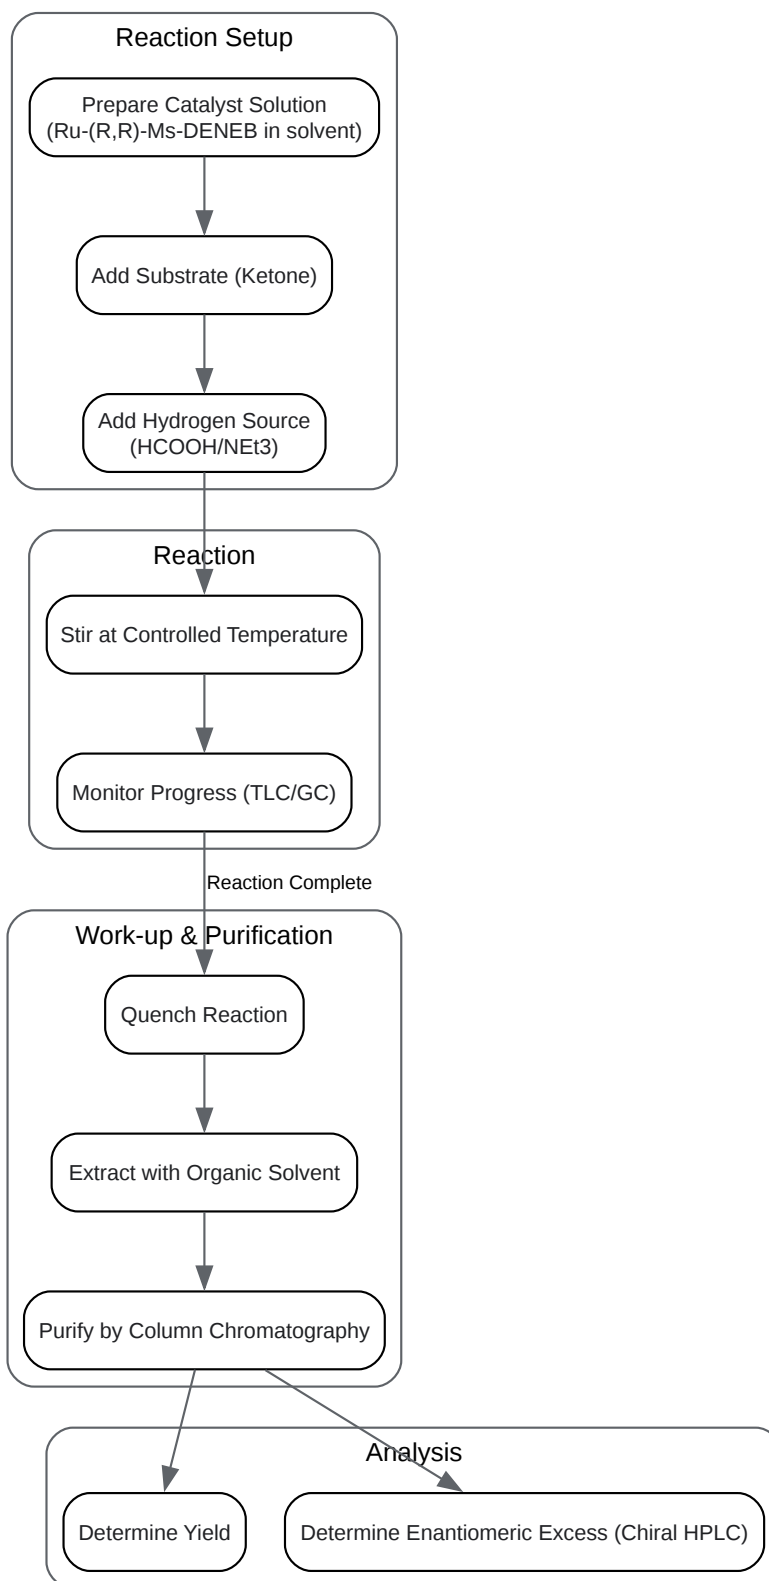 Reaction Setup
Prepare Catalyst Solution
(Ru-(R,R)-Ms-DENEB in solvent)
Add Substrate (Ketone)
Add Hydrogen Source
(HCOOH/NEt3)
Reaction
Stir at Controlled Temperature
Monitor Progress (TLC/GC)
Reaction Complete
Work-up & Purification
Quench Reaction
Extract with Organic Solvent
Purify by Column Chromatography
Analysis
Determine Yield
Determine Enantiomeric Excess (Chiral HPLC)